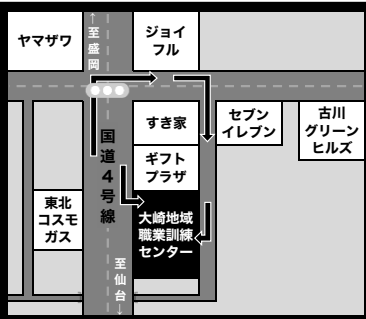 ヤマザワ
↑至盛岡
ジョイ
フル
国道4号線
すき家
セブン
イレブン
古川
グリーン
ヒルズ
ギフト
プラザ
東北
コスモ
ガス
大崎地域
職業訓練
センター
至仙台↓